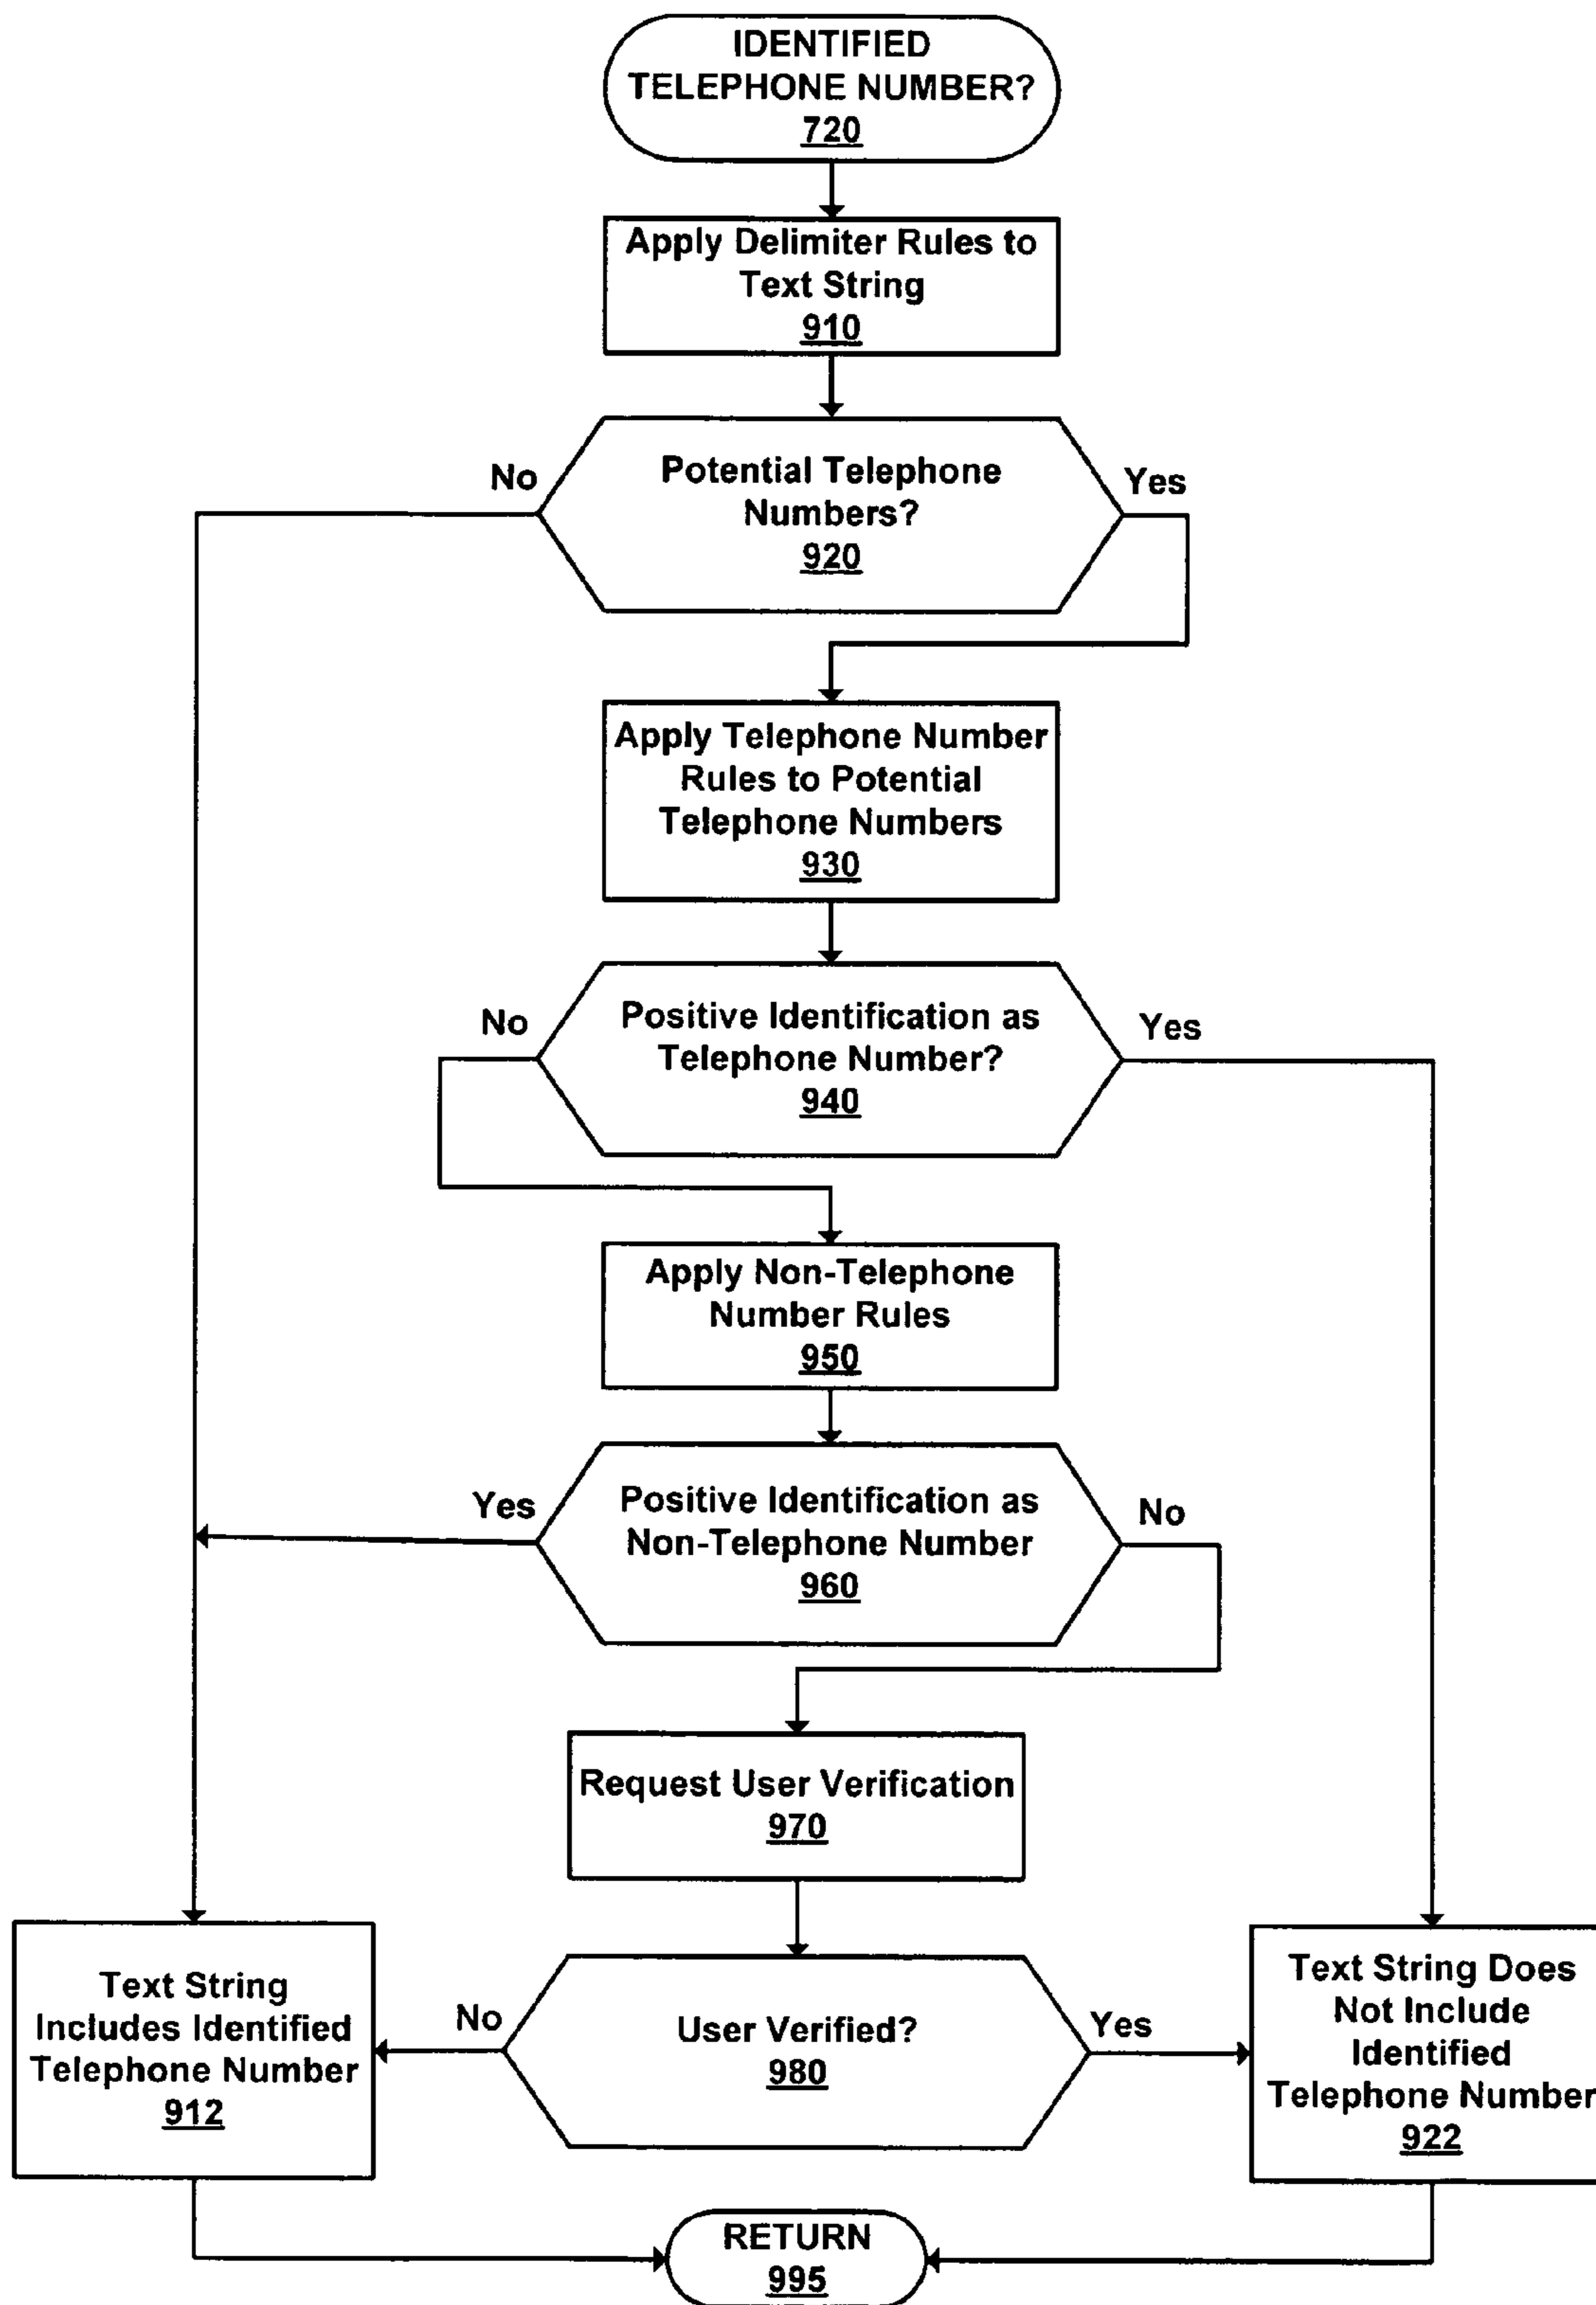 IDENTIFIED
TELEPHONE NUMBER?
720
Apply Delimiter Rules to
Text String
910
Potential Telephone
Numbers?
920
No
Yes
Apply Telephone Number
Rules to Potential
Telephone Numbers
930
Positive Identification as
Telephone Number?
940
No
Yes
Apply Non-Telephone
Number Rules
950
Positive Identification as
Non-Telephone Number
960
Yes
No
Request User Verification
970
User Verified?
980
No
Yes
Text String
Includes Identified
Telephone Number
912
Text String Does
Not Include
Identified
Telephone Number
922
RETURN
995